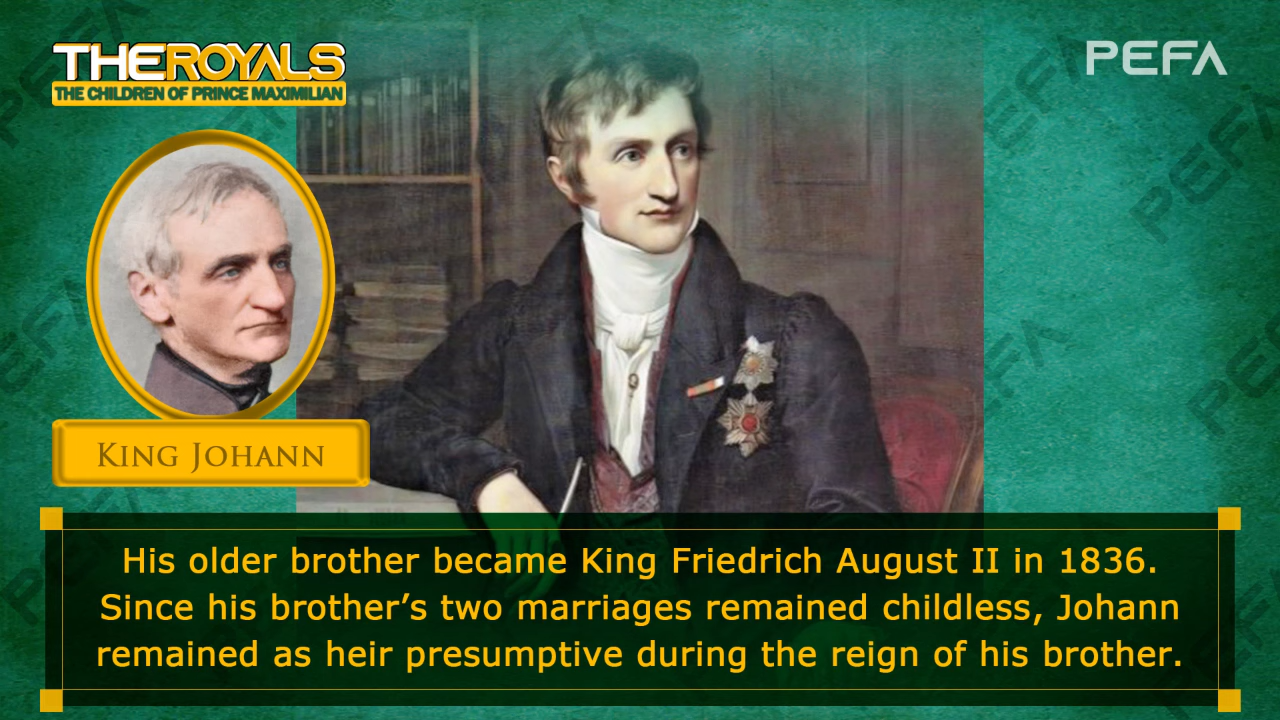 THEROYALS
THE CHILDREN OF PRINCE MAXIMILIAN
PEFA
KING JOHANN
His older brother became King Friedrich August II in 1836.
Since his brother’s two marriages remained childless, Johann
remained as heir presumptive during the reign of his brother.